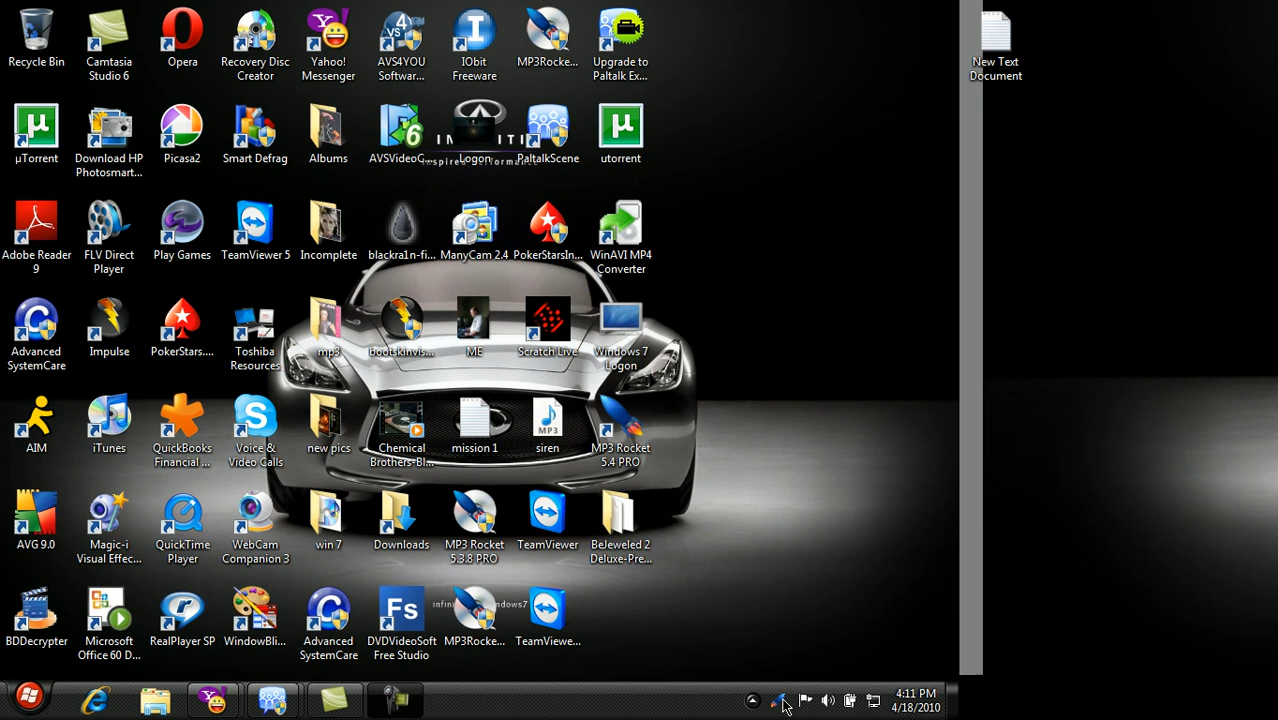 Recycle Bin
Camtasia
Studio 6
Opera
Recovery Disc
Creator
Yahoo!
Messenger
AVS4YOU
Softwar...
IObit
Freeware
MP3Rocke...
Upgrade to
Paltalk Ex...
New Text
Document
µTorrent
Download HP
Photosmart...
Picasa2
Smart Defrag
Albums
AVSVideoC...
Logon
PaltalkScene
utorrent
Adobe Reader
9
FLV Direct
Player
Play Games
TeamViewer 5
Incomplete
blackra1n-fi...
ManyCam 2.4
PokerStarsIn...
WinAVI MP4
Converter
Advanced
SystemCare
Impulse
PokerStars....
Toshiba
Resources
mp3
bootskinvis...
ME
Scratch Live
Windows 7
Logon
AIM
iTunes
QuickBooks
Financial ...
Voice &
Video Calls
new pics
Chemical
Brothers-Bl...
mission 1
MP3
siren
MP3 Rocket
5.4 PRO
AVG 9.0
Magic-i
Visual Effec...
QuickTime
Player
WebCam
Companion 3
win 7
Downloads
MP3 Rocket
5.3.8 PRO
TeamViewer
BeJeweled 2
Deluxe-Pre...
BDDecrypter
Microsoft
Office 60 D...
RealPlayer SP
WindowBli...
Advanced
SystemCare
Fs
DVDVideoSoft
Free Studio
MP3Rocke...
TeamViewe...
4:11 PM
4/18/2010